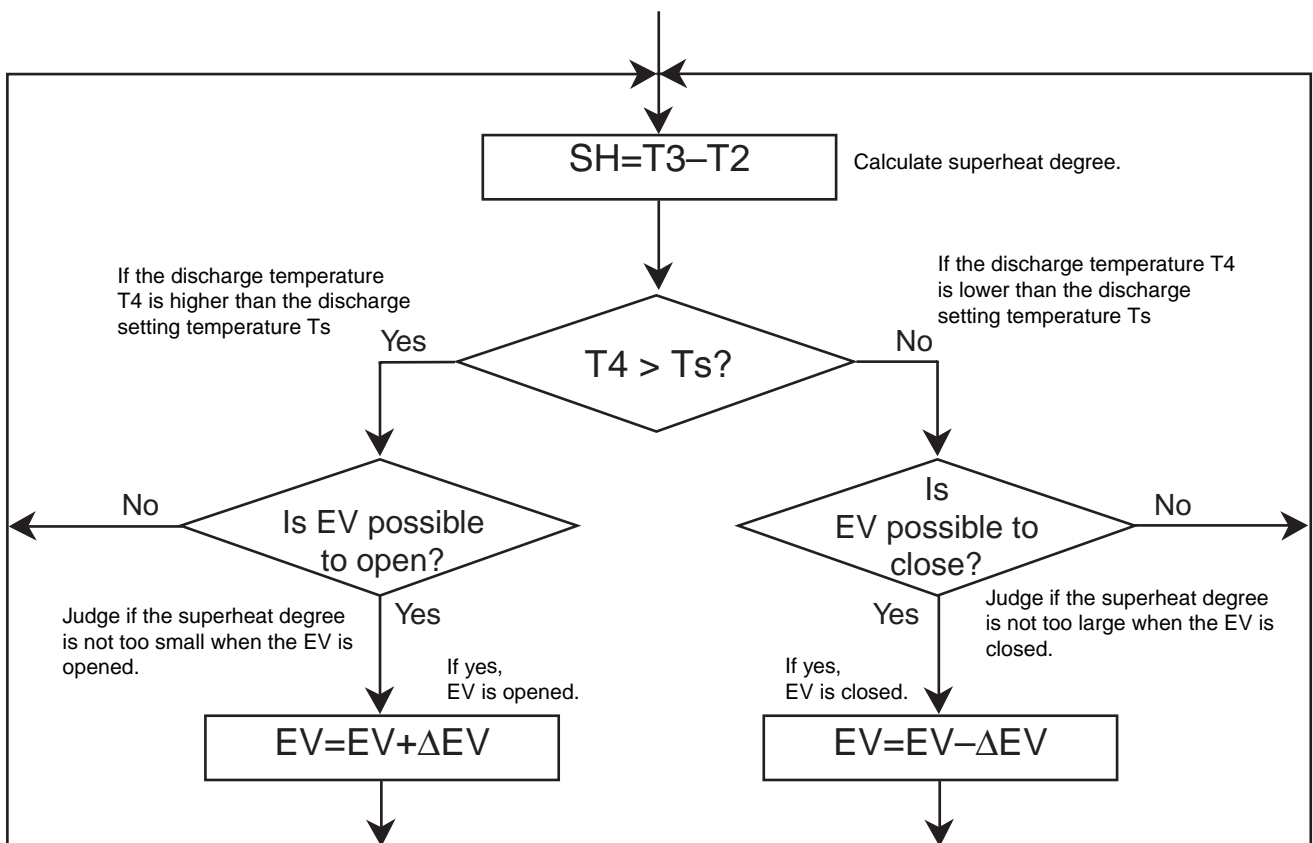 SH=T3–T2
Calculate superheat degree.
If the discharge temperature
T4 is higher than the discharge
setting temperature Ts
If the discharge temperature T4
is lower than the discharge
setting temperature Ts
Yes
T4 > Ts?
No
No
Is EV possible
to open?
Is
EV possible to
close?
No
Judge if the superheat degree
is not too small when the EV is
opened.
Yes
If yes,
EV is opened.
Yes
If yes,
EV is closed.
Judge if the superheat degree
is not too large when the EV is
closed.
EV=EV+ΔEV
EV=EV–ΔEV